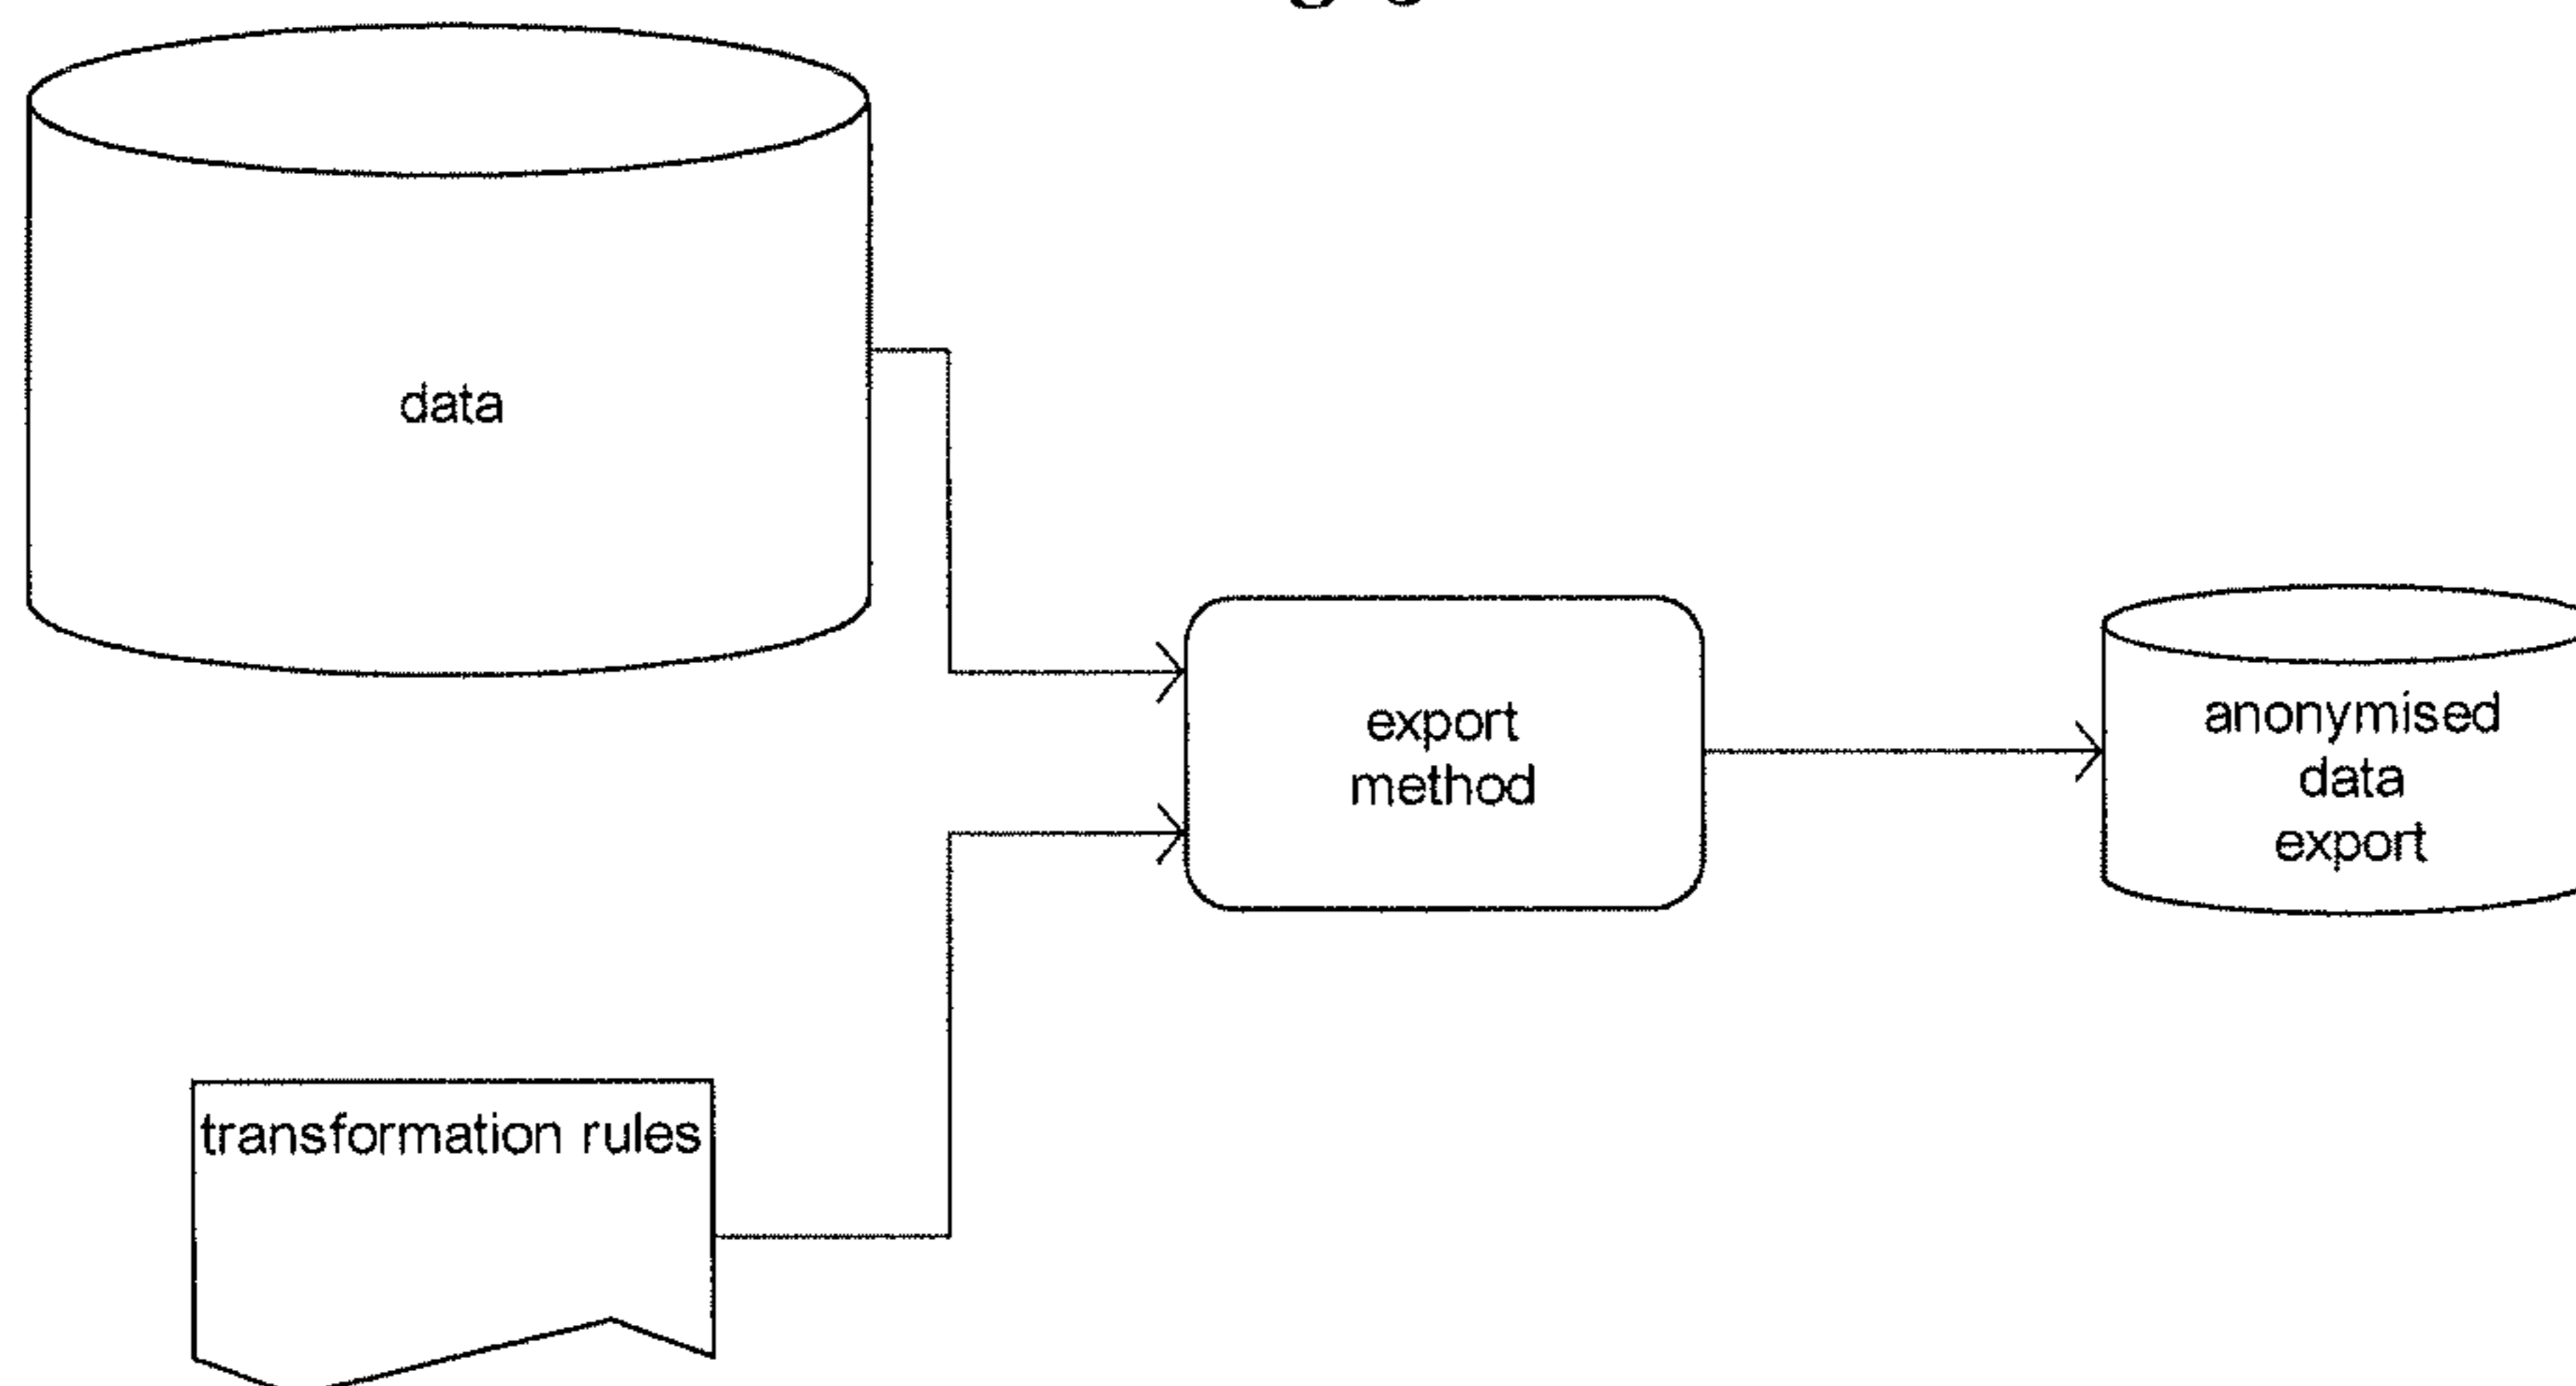 data
export
method
anonymised
data
export
transformation rules